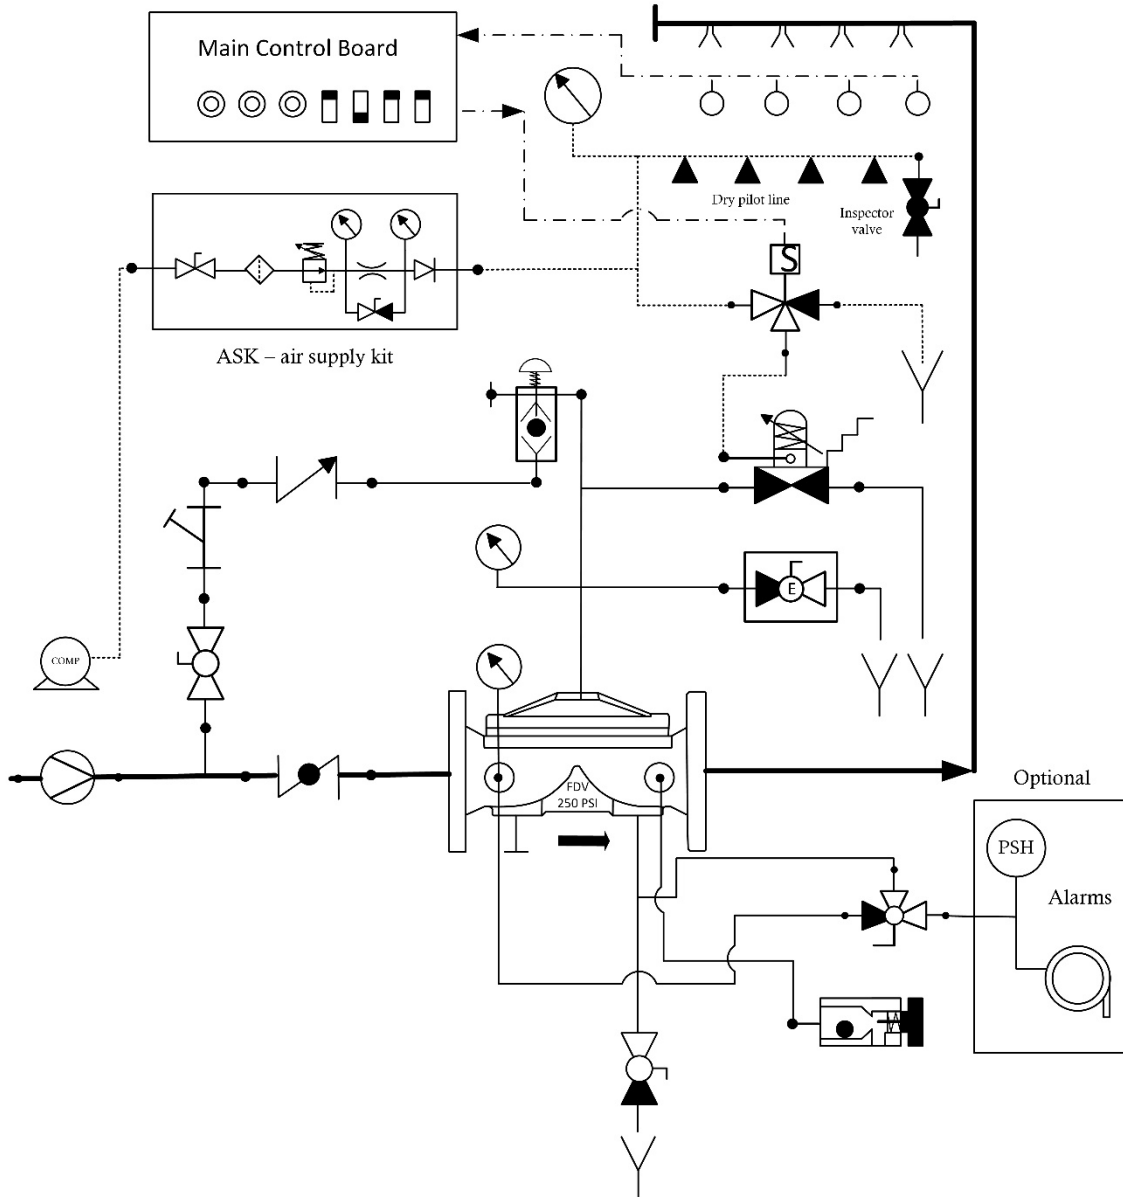 Main Control Board
Dry pilot line
Inspector
valve
S
ASK – air supply kit
E
COMP
FDV
250 PSI
Optional
PSH
Alarms